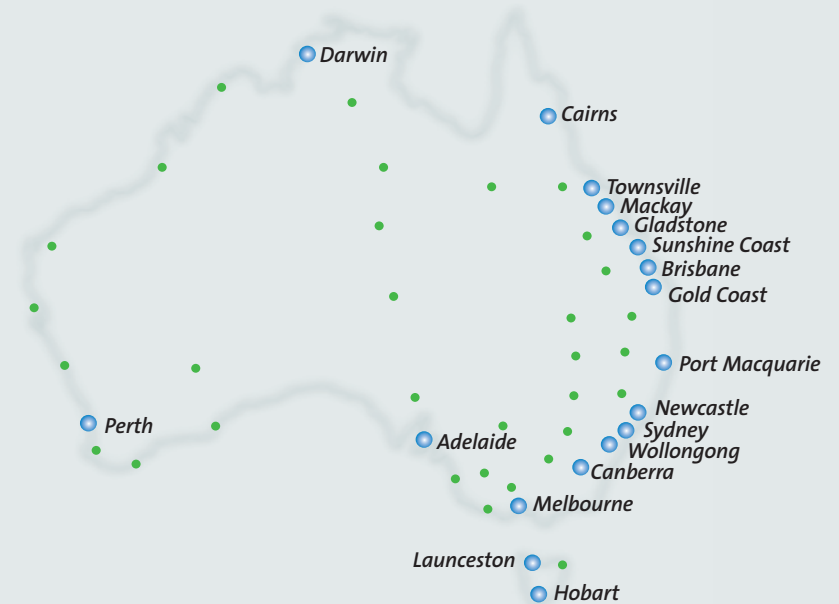 Darwin
Cairns
Townsville
Mackay
Gladstone
Sunshine Coast
Brisbane
Gold Coast
Port Macquarie
Newcastle
Perth
Sydney
Adelaide
Wollongong
Canberra
Melbourne
Launceston
Hobart